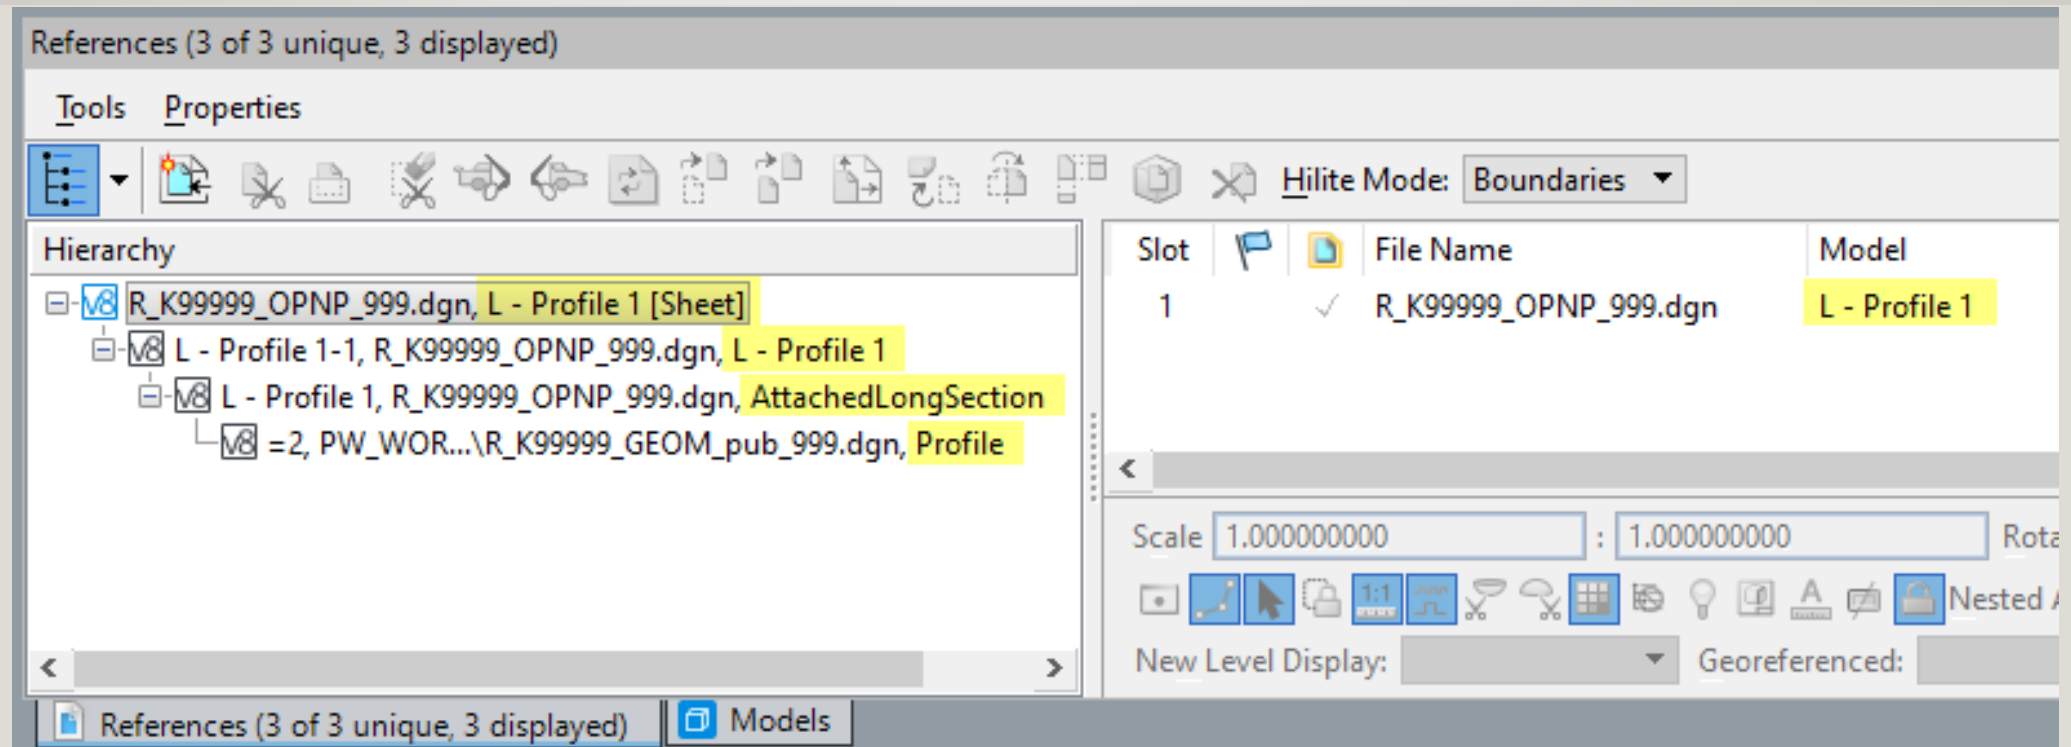 References (3 of 3 unique, 3 displayed)
Tools Properties
Hilite Mode: Boundaries
Hierarchy
R_K99999_OPNP_999.dgn, L - Profile 1 [Sheet]
L - Profile 1-1, R_K99999_OPNP_999.dgn, L - Profile 1
L - Profile 1, R_K99999_OPNP_999.dgn, AttachedLongSection
=2, PW_WOR...\R_K99999_GEOM_pub_999.dgn, Profile
Slot File Name Model
1 R_K99999_OPNP_999.dgn L - Profile 1
Scale 1.000000000 : 1.000000000 Rota
1:1 A Nested A
New Level Display: Georeferenced:
References (3 of 3 unique, 3 displayed) Models